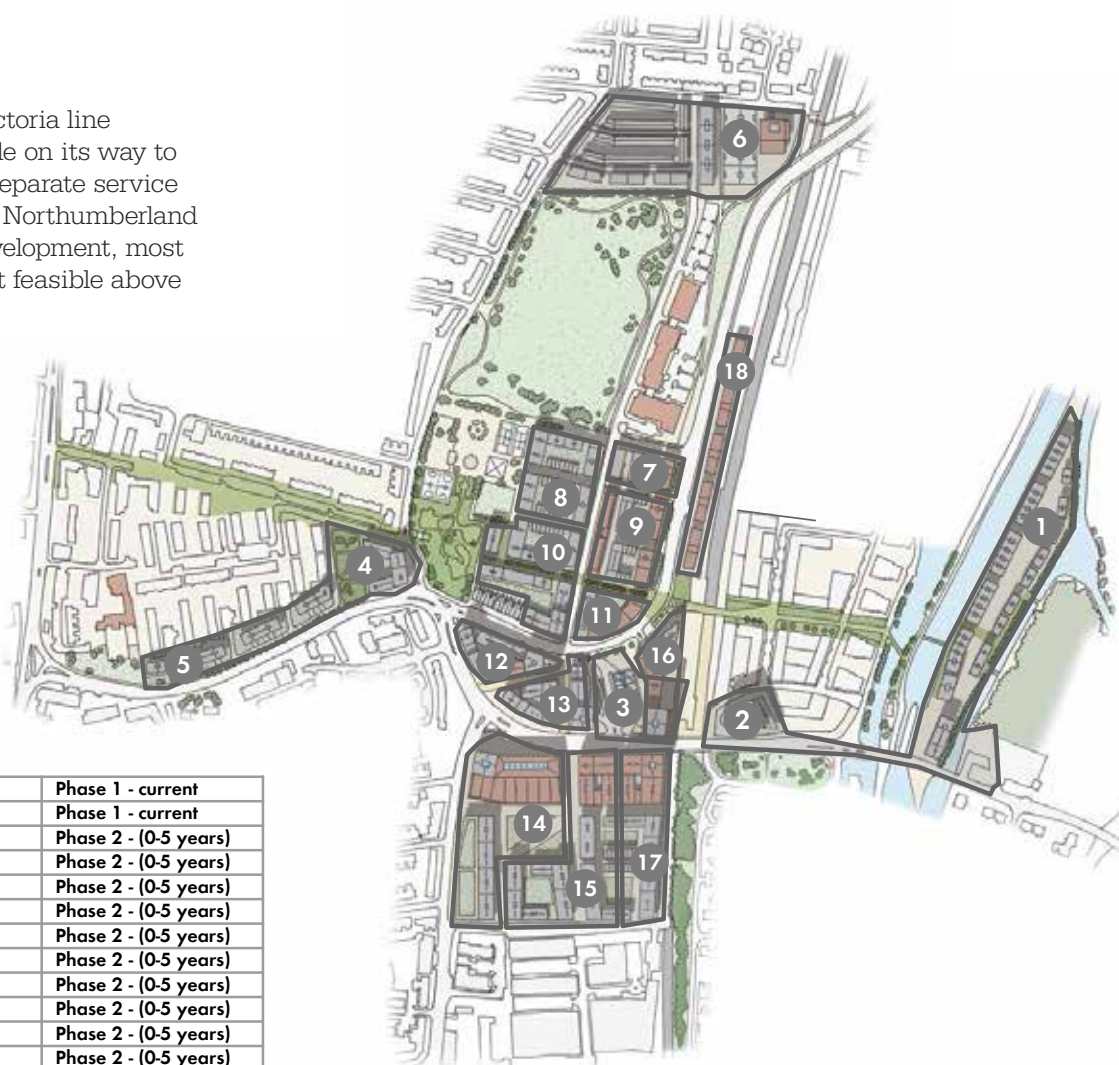 ctoria line
le on its way to
eparate service
Northumberland
velopment, most
t feasible above
6
18
7
8
1
9
10
4
11
16
12
5
13
3
2
14
17
15
Phase 1 - current
Phase 1 - current
Phase 2 - (0-5 years)
Phase 2 - (0-5 years)
Phase 2 - (0-5 years)
Phase 2 - (0-5 years)
Phase 2 - (0-5 years)
Phase 2 - (0-5 years)
Phase 2 - (0-5 years)
Phase 2 - (0-5 years)
Phase 2 - (0-5 years)
Phase 2 - (0-5 years)